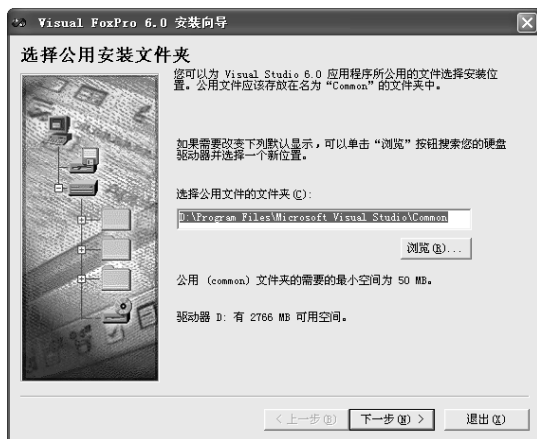 Visual FoxPro 6.0 安装向导
选择公用安装文件夹
您可以为 Visual Studio 6.0 应用程序所公用的文件选择安装位
置。公用文件应该存放在名为“Common”的文件夹中。
如果需要改变下列默认显示，可以单击“浏览”按钮搜索您的硬盘
驱动器并选择一个新位置。
选择公用文件的文件夹(C):
D:\Program Files\Microsoft Visual Studio\Common
浏览(R)...
公用 (common) 文件夹的需要的最小空间为 50 MB。
驱动器 D: 有 2766 MB 可用空间。
< 上一步(B)
下一步(N) >
退出(X)